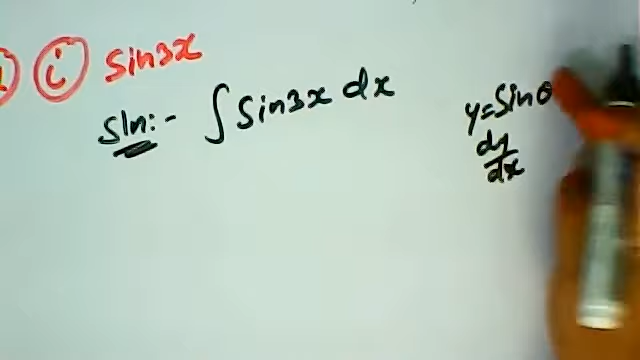 i sin3x
Sln:- ∫ Sin3x dx
y=Sinθ
dy
dx